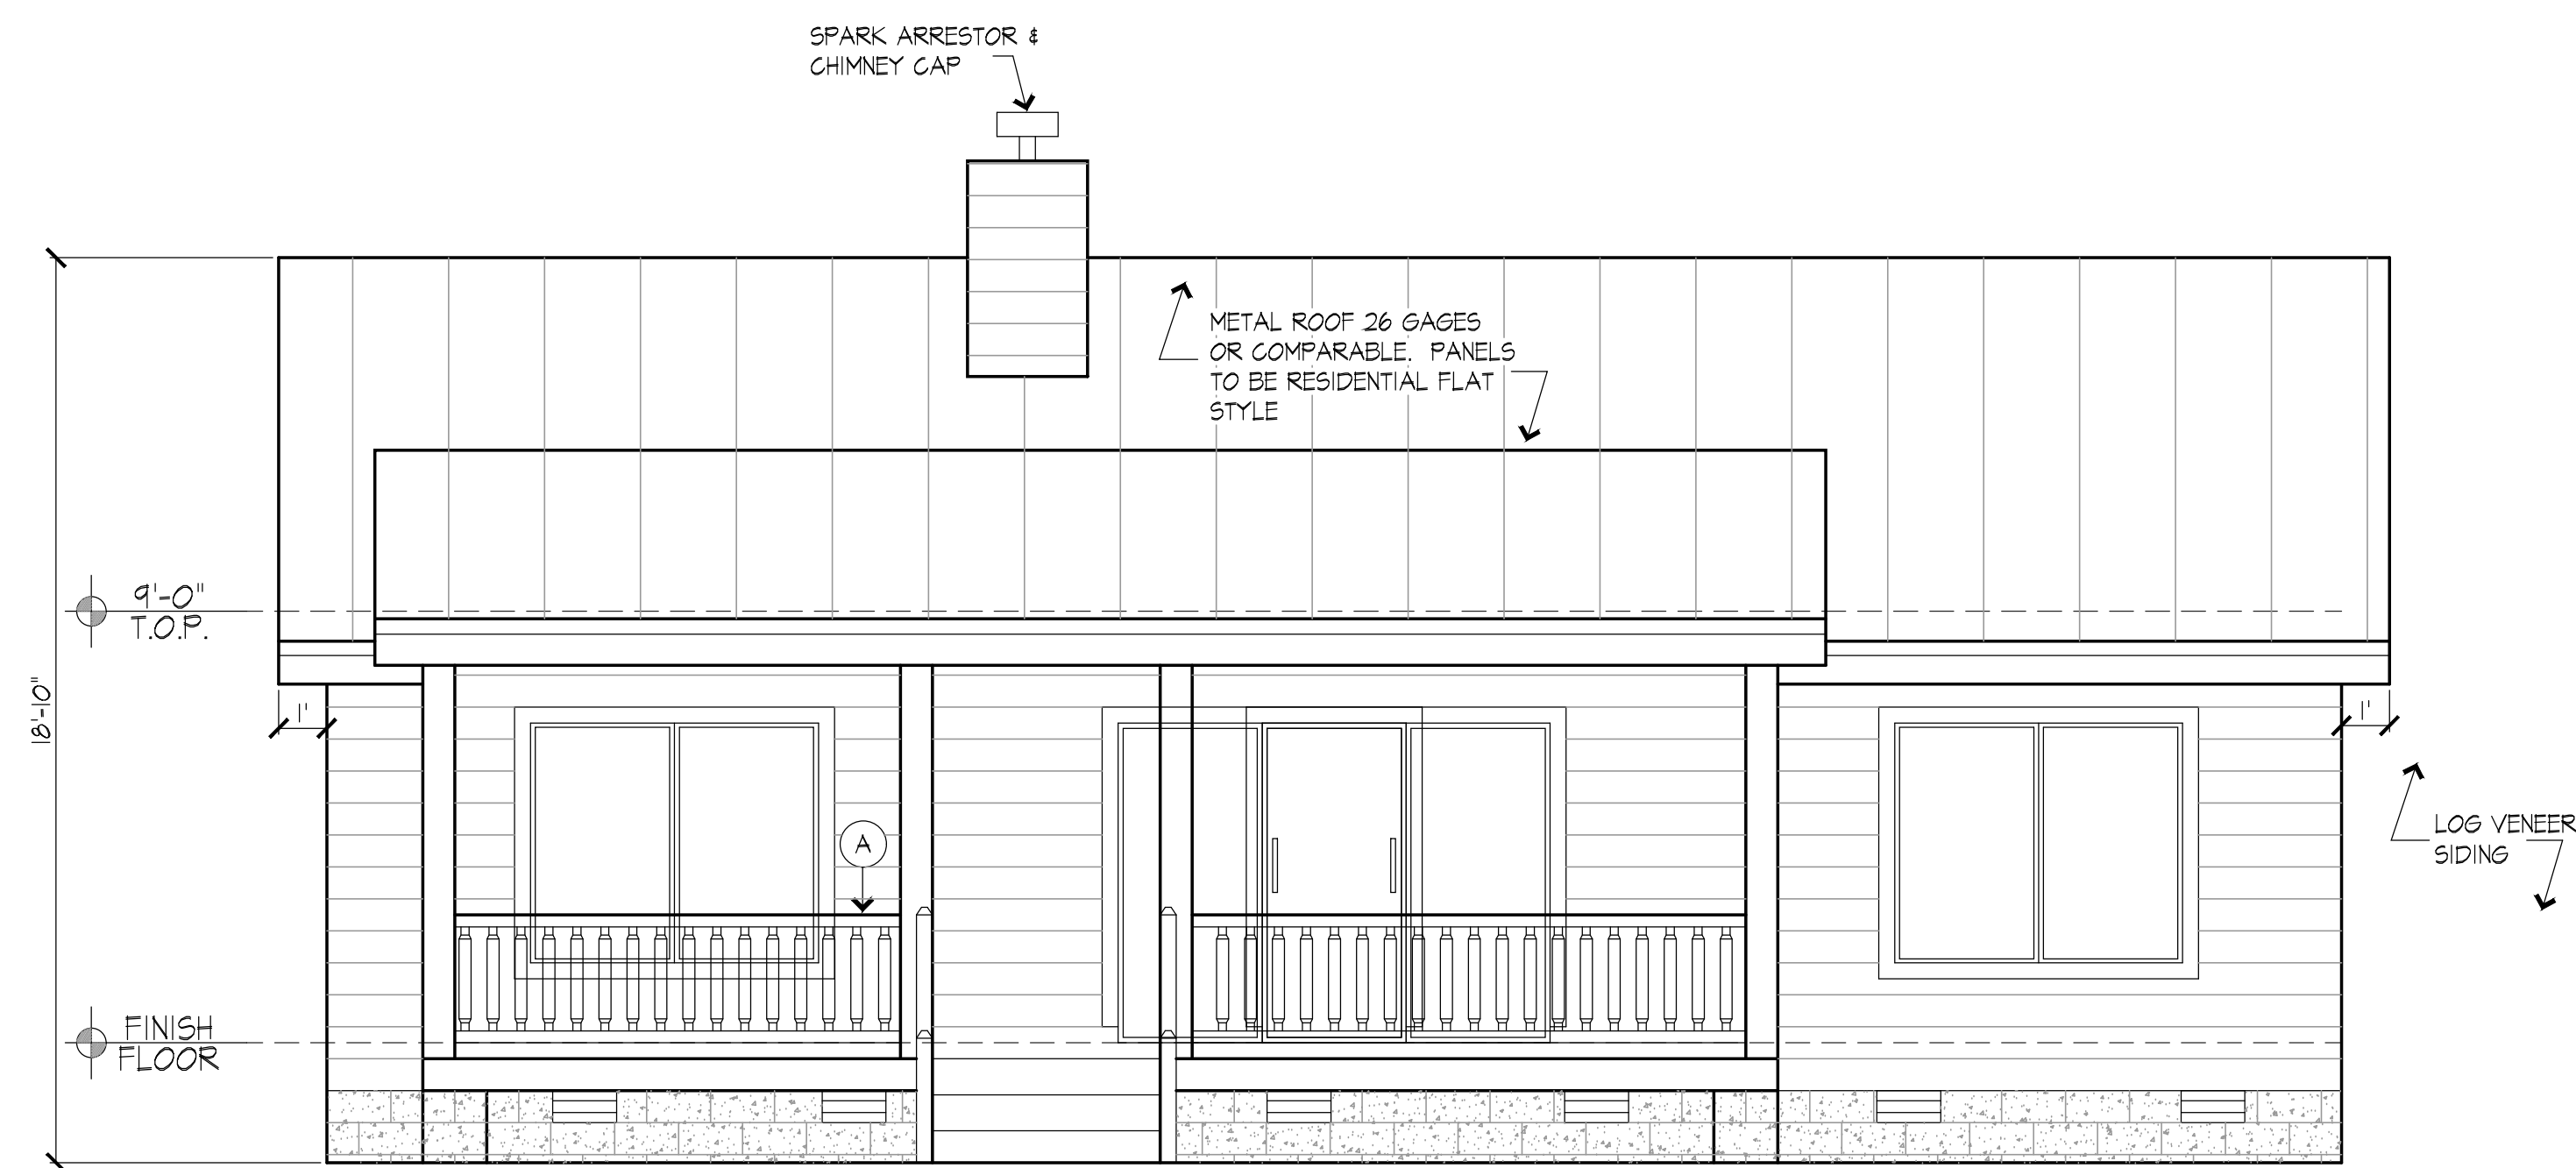 SPARK ARRESTOR &
CHIMNEY CAP
METAL ROOF 26 GAGES
OR COMPARABLE. PANELS
TO BE RESIDENTIAL FLAT
STYLE
9'-0"
T.O.P.
18'-10"
1'
1'
A
LOG VENEER
SIDING
FINISH
FLOOR